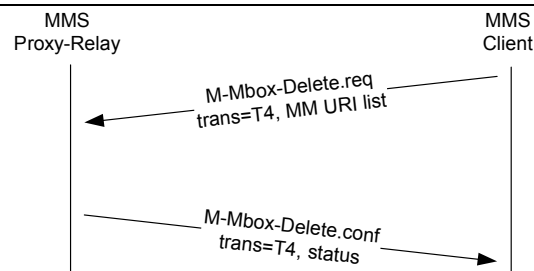 MMS
Proxy-Relay
MMS
Client
M-Mbox-Delete.req
trans=T4, MM URI list
M-Mbox-Delete.conf
trans=T4, status